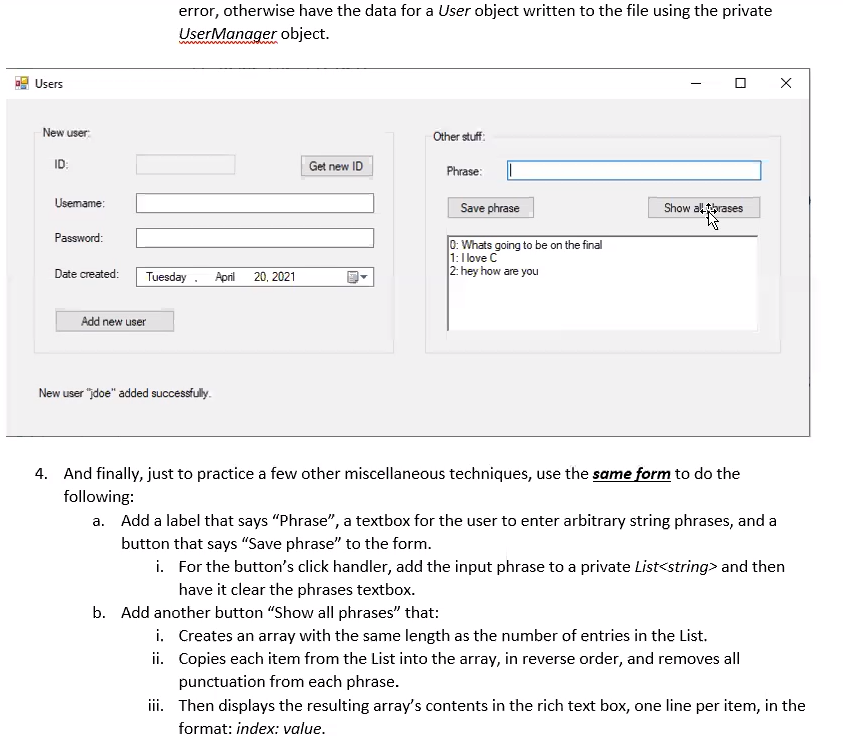 error, otherwise have the data for a User object written to the file using the private
UserManager object.
Users
New user:
ID:
Get new ID
Username:
Password:
Date created:
Tuesday , April 20, 2021
Add new user
New user "jdoe" added successfully.
Other stuff:
Phrase:
Save phrase
Show all phrases
0: Whats going to be on the final
1: I love C
2: hey how are you
4. And finally, just to practice a few other miscellaneous techniques, use the same form to do the
following:
a. Add a label that says “Phrase”, a textbox for the user to enter arbitrary string phrases, and a
button that says “Save phrase” to the form.
i. For the button’s click handler, add the input phrase to a private List<string> and then
have it clear the phrases textbox.
b. Add another button “Show all phrases” that:
i. Creates an array with the same length as the number of entries in the List.
ii. Copies each item from the List into the array, in reverse order, and removes all
punctuation from each phrase.
iii. Then displays the resulting array’s contents in the rich text box, one line per item, in the
format: index: value.